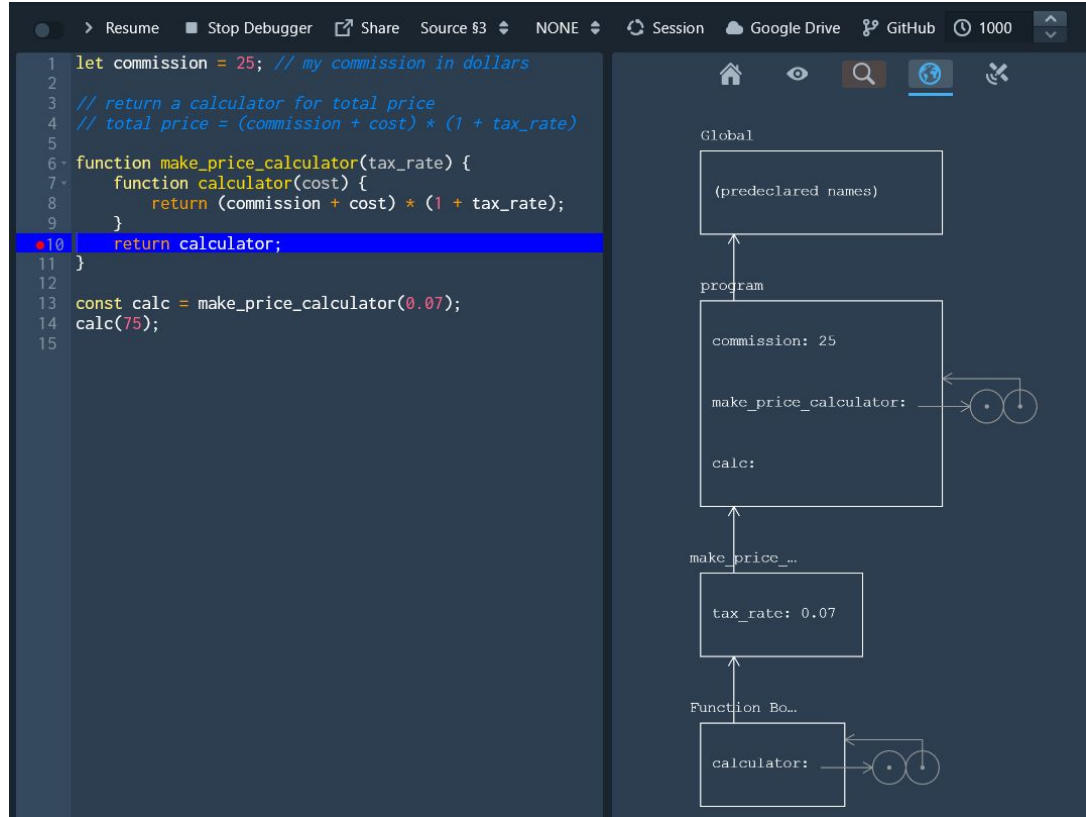 Resume Stop Debugger Share Source §3 NONE Session Google Drive GitHub 1000
1 let commission = 25; // my commission in dollars
2
3 // return a calculator for total price
4 // total price = (commission + cost) * (1 + tax_rate)
5
6 function make_price_calculator(tax_rate) {
7 function calculator(cost) {
8 return (commission + cost) * (1 + tax_rate);
9 }
10 return calculator;
11 }
12
13 const calc = make_price_calculator(0.07);
14 calc(75);
15
Global
(predeclared names)
program
commission: 25
make_price_calculator:
calc:
make_price_…
tax_rate: 0.07
Function Bo…
calculator: